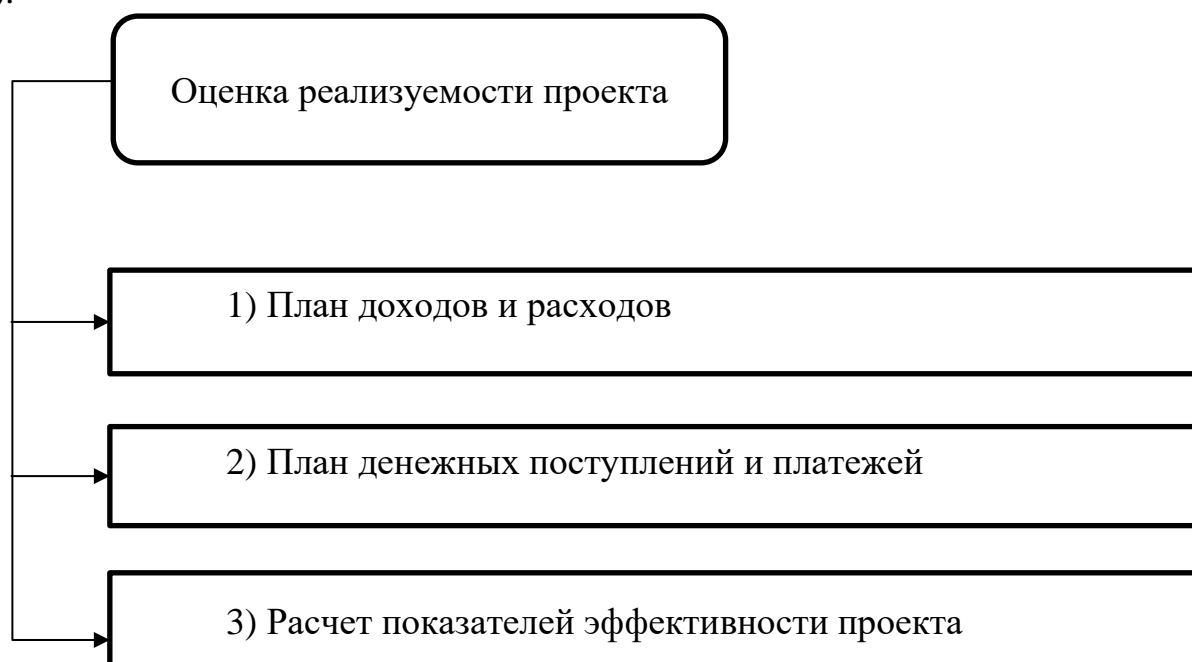 Оценка реализуемости проекта
1) План доходов и расходов
2) План денежных поступлений и платежей
3) Расчет показателей эффективности проекта